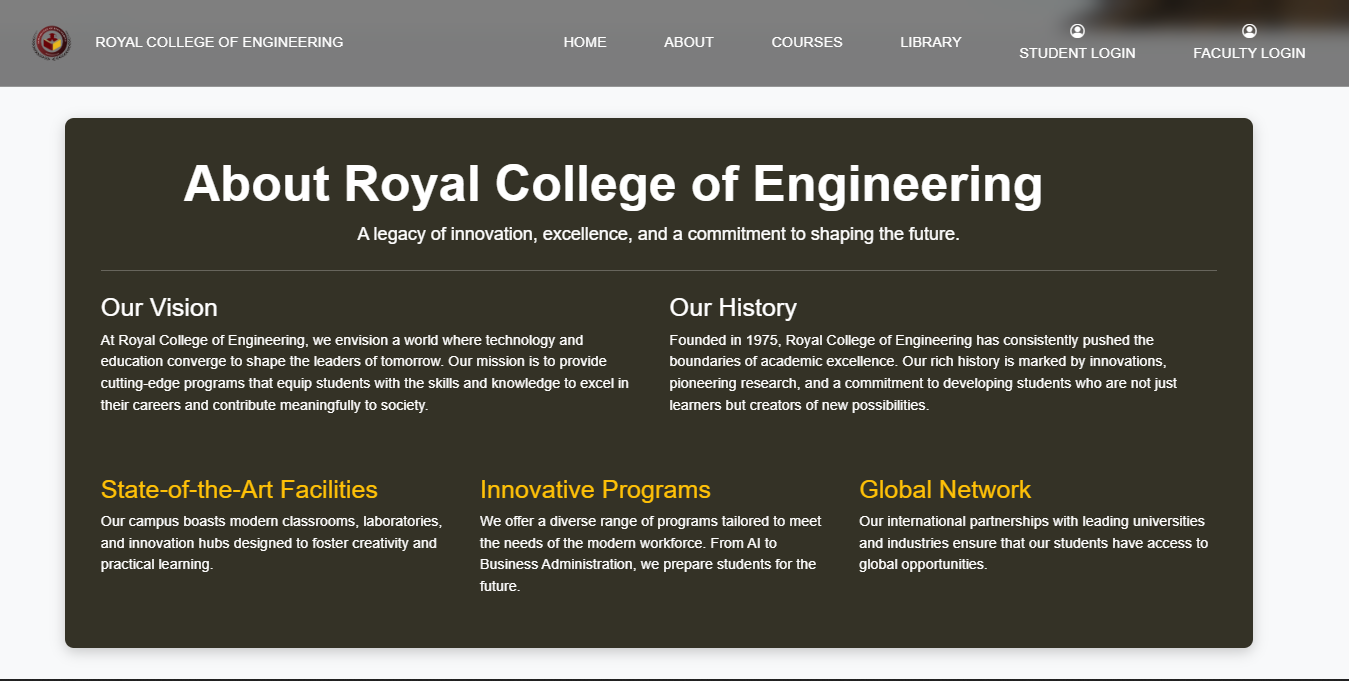 ROYAL COLLEGE OF ENGINEERING
HOME
ABOUT
COURSES
LIBRARY
STUDENT LOGIN
FACULTY LOGIN
About Royal College of Engineering
A legacy of innovation, excellence, and a commitment to shaping the future.
Our Vision
At Royal College of Engineering, we envision a world where technology and
education converge to shape the leaders of tomorrow. Our mission is to provide
cutting-edge programs that equip students with the skills and knowledge to excel in
their careers and contribute meaningfully to society.
Our History
Founded in 1975, Royal College of Engineering has consistently pushed the
boundaries of academic excellence. Our rich history is marked by innovations,
pioneering research, and a commitment to developing students who are not just
learners but creators of new possibilities.
State-of-the-Art Facilities
Our campus boasts modern classrooms, laboratories,
and innovation hubs designed to foster creativity and
practical learning.
Innovative Programs
We offer a diverse range of programs tailored to meet
the needs of the modern workforce. From AI to
Business Administration, we prepare students for the
future.
Global Network
Our international partnerships with leading universities
and industries ensure that our students have access to
global opportunities.